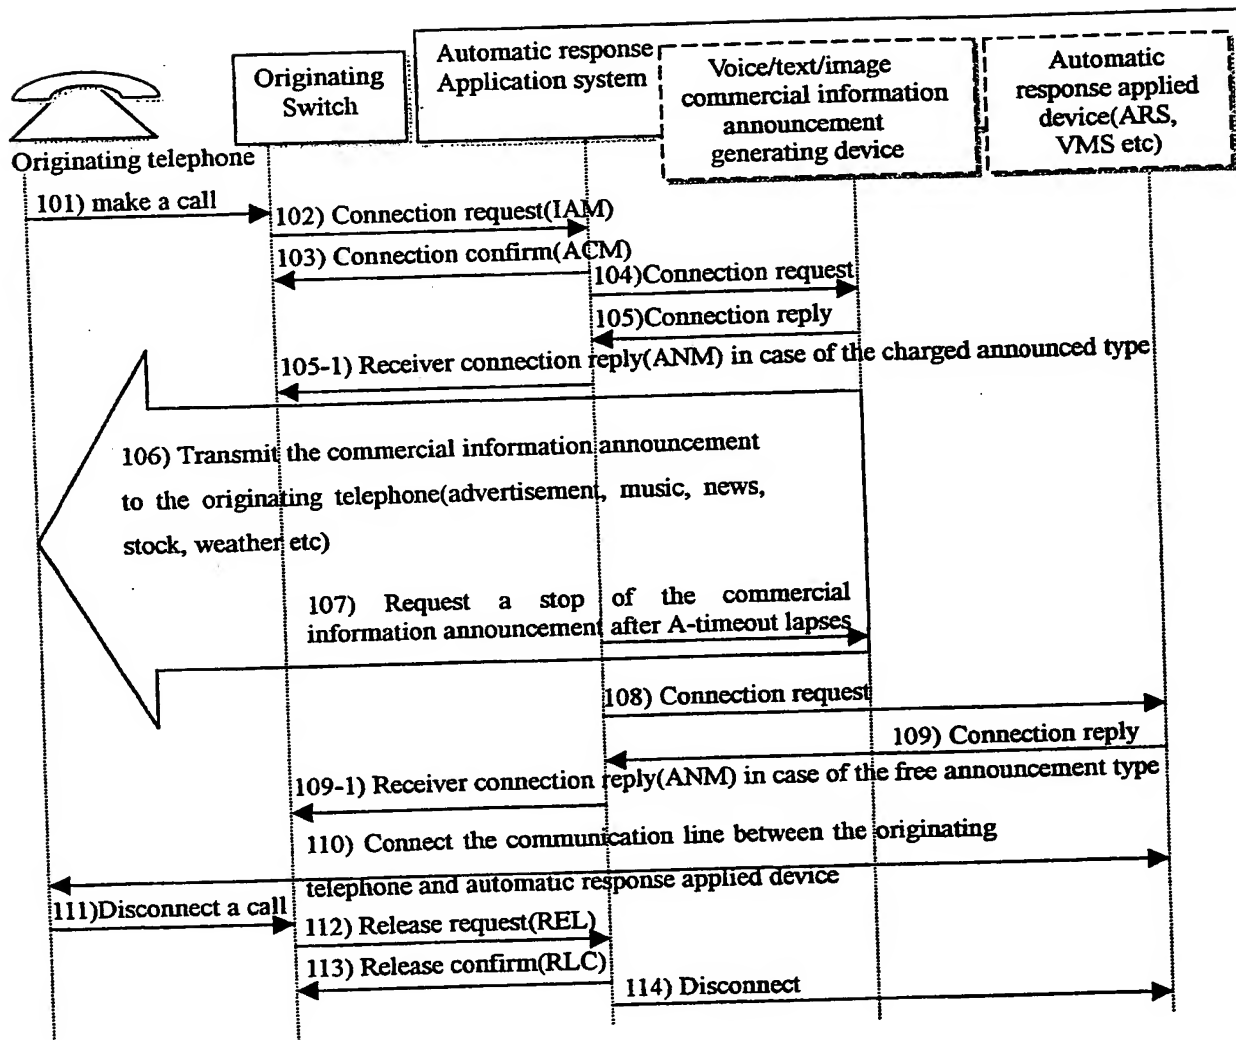 Automatic response
Application system
Originating
Switch
Voice/text/image
commercial information
announcement
generating device
Automatic
response applied
device(ARS,
VMS etc)
Originating telephone
101) make a call
102) Connection request(IAM)
103) Connection confirm(ACM)
104)Connection request
105)Connection reply
105-1) Receiver connection reply(ANM) in case of the charged announced type
106) Transmit the commercial information announcement
to the originating telephone(advertisement, music, news,
stock, weather etc)
107) Request a stop of the commercial
information announcement after A-timeout lapses
108) Connection request
109) Connection reply
109-1) Receiver connection reply(ANM) in case of the free announcement type
110) Connect the communication line between the originating
telephone and automatic response applied device
111)Disconnect a call
112) Release request(REL)
113) Release confirm(RLC)
114) Disconnect